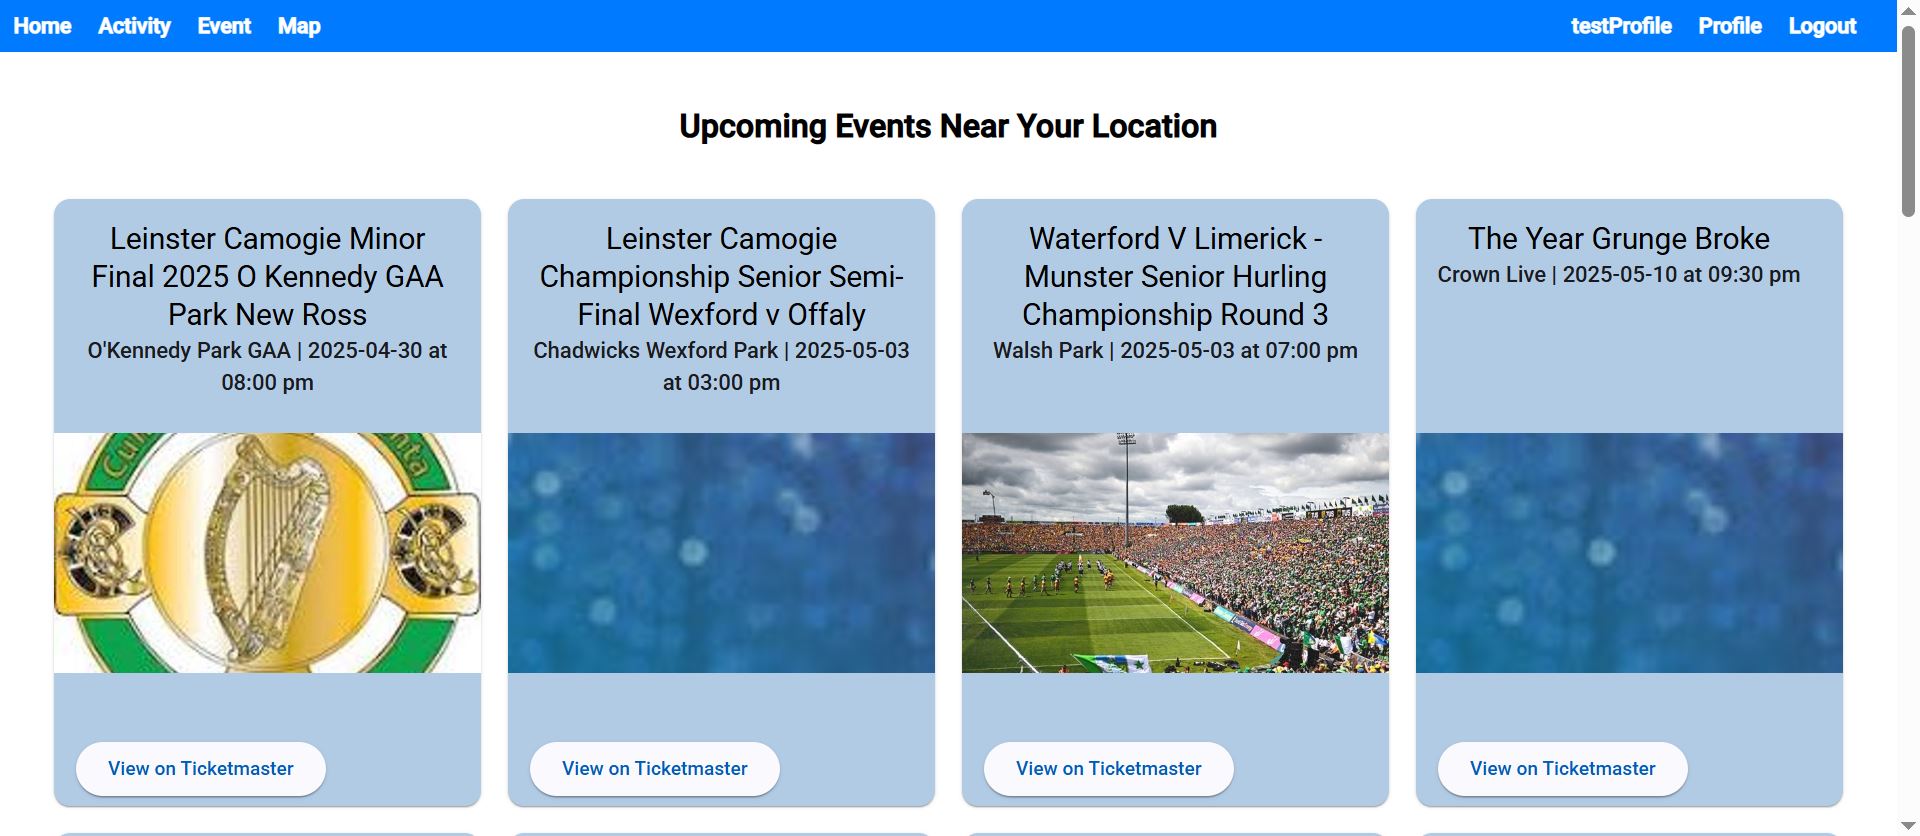 Home Activity Event Map testProfile Profile Logout
Upcoming Events Near Your Location
Leinster Camogie Minor
Final 2025 O Kennedy GAA
Park New Ross
O'Kennedy Park GAA | 2025-04-30 at
08:00 pm
View on Ticketmaster
Leinster Camogie
Championship Senior Semi-
Final Wexford v Offaly
Chadwicks Wexford Park | 2025-05-03
at 03:00 pm
View on Ticketmaster
Waterford V Limerick -
Munster Senior Hurling
Championship Round 3
Walsh Park | 2025-05-03 at 07:00 pm
View on Ticketmaster
The Year Grunge Broke
Crown Live | 2025-05-10 at 09:30 pm
View on Ticketmaster